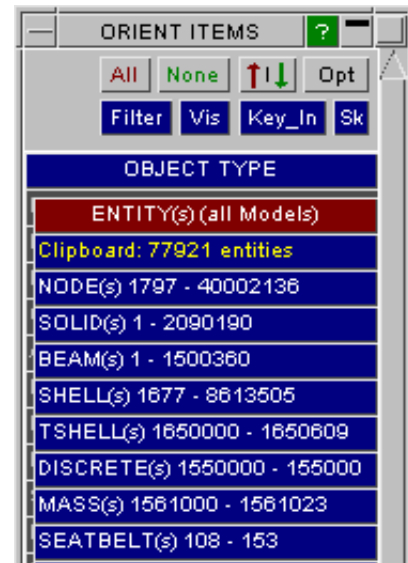 ORIENT ITEMS ?
All None Opt
Filter Vis Key_In Sk
OBJECT TYPE
ENTITY(s) (all Models)
Clipboard: 77921 entities
NODE(s) 1797 - 40002136
SOLID(s) 1 - 2090190
BEAM(s) 1 - 1500360
SHELL(s) 1677 - 8613505
TSHELL(s) 1650000 - 1650609
DISCRETE(s) 1550000 - 155000
MASS(s) 1561000 - 1561023
SEATBELT(s) 108 - 153